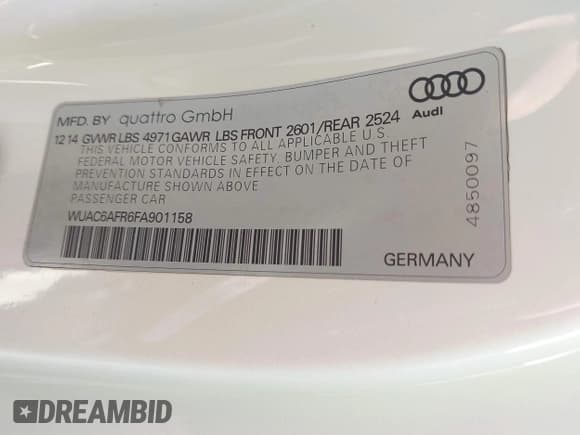 MFD. BY quattro GmbH
Audi
12 14 GVWR LBS 4971 GAWR LBS FRONT 2601/REAR 2524
THIS VEHICLE CONFORMS TO ALL APPLICABLE U.S.
FEDERAL MOTOR VEHICLE SAFETY, BUMPER AND THEFT
PREVENTION STANDARDS IN EFFECT ON THE DATE OF
MANUFACTURE SHOWN ABOVE
PASSENGER CAR
WUAC6AFR6FA901158
GERMANY
4850097
DREAMBID